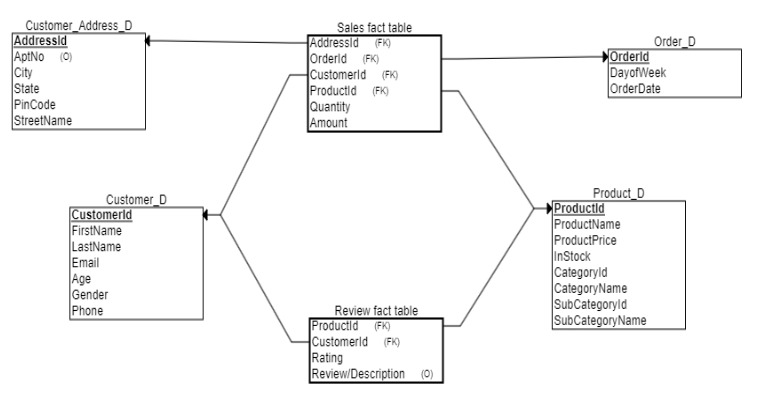 Customer_Address_D
AddressId
AptNo (O)
City
State
PinCode
StreetName
Sales fact table
AddressId (FK)
OrderId (FK)
CustomerId (FK)
ProductId (FK)
Quantity
Amount
Order_D
OrderId
DayofWeek
OrderDate
Customer_D
CustomerId
FirstName
LastName
Email
Age
Gender
Phone
Product_D
ProductId
ProductName
ProductPrice
InStock
CategoryId
CategoryName
SubCategoryId
SubCategoryName
Review fact table
ProductId (FK)
CustomerId (FK)
Rating
Review/Description (O)